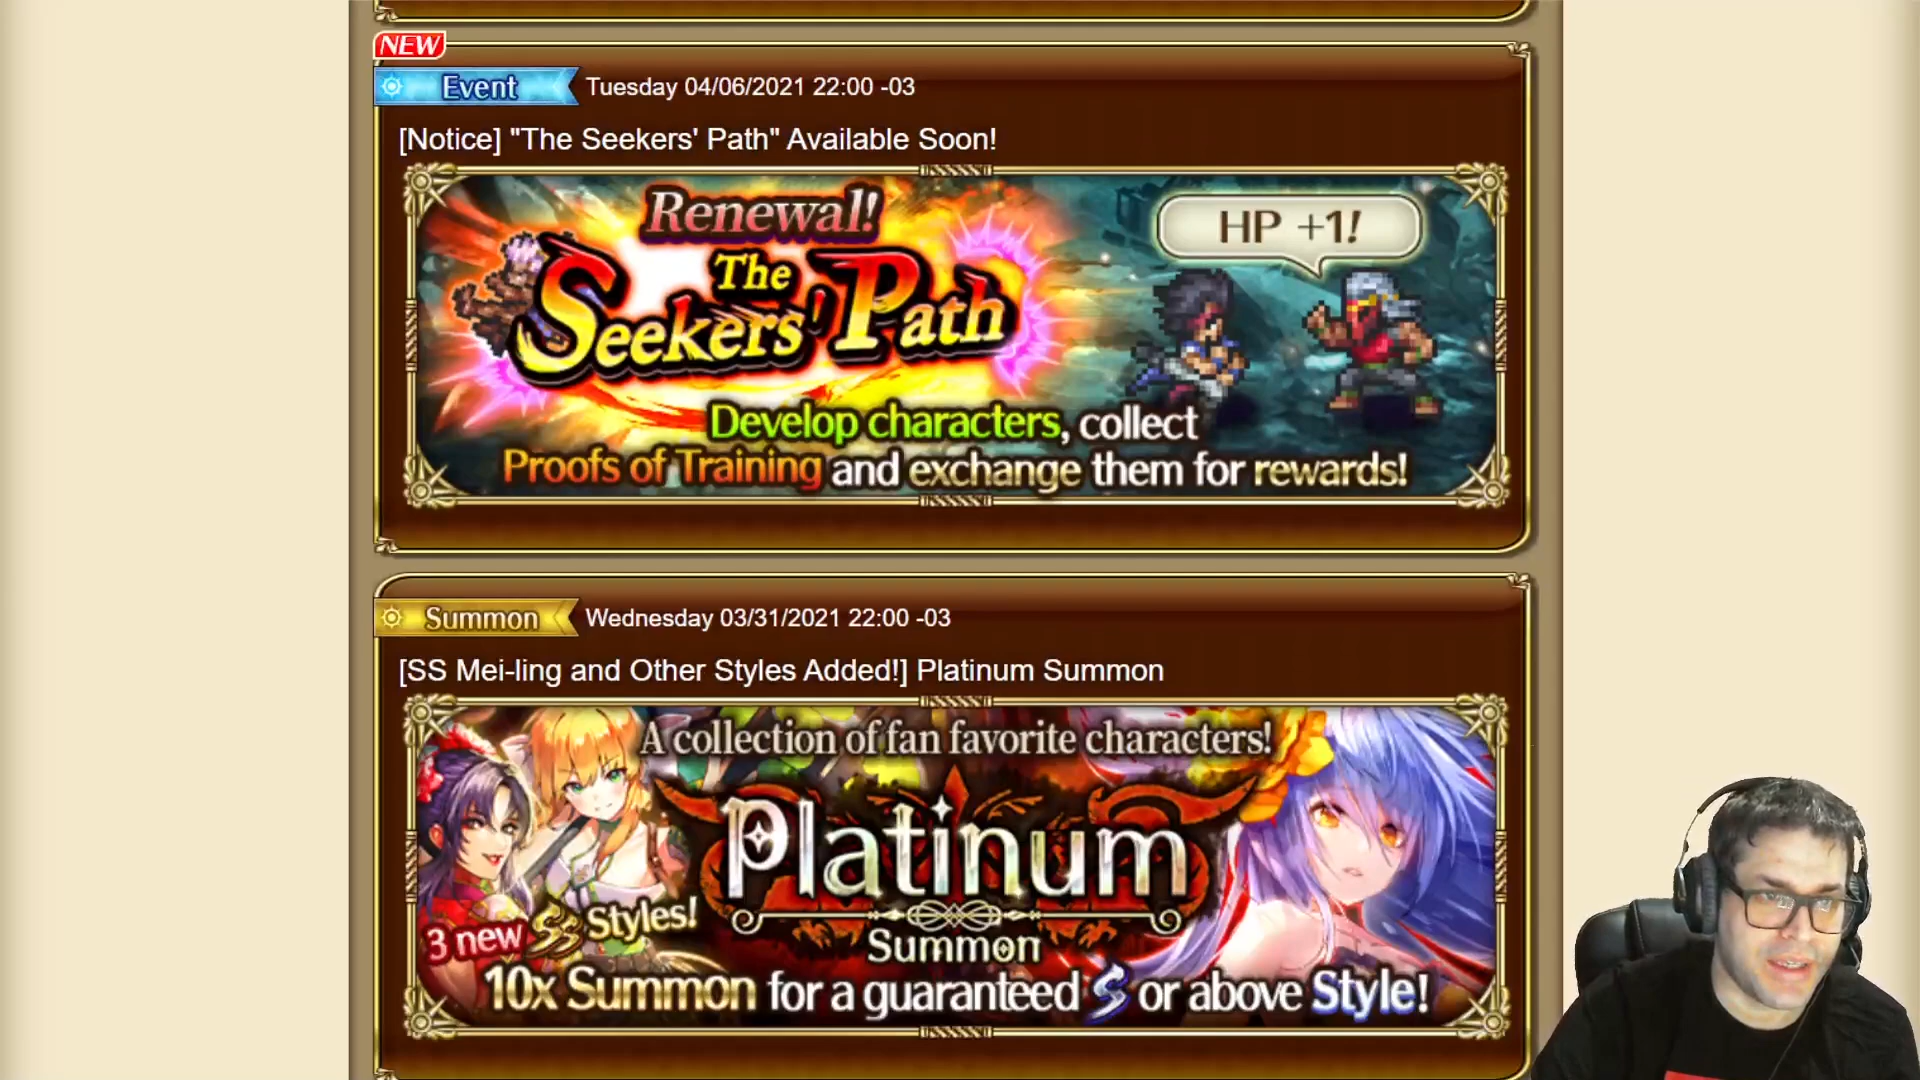 NEW
Event Tuesday 04/06/2021 22:00 -03
[Notice] "The Seekers' Path" Available Soon!
Renewal!
The
Seekers' Path
HP +1!
Develop characters, collect
Proofs of Training and exchange them for rewards!
Summon Wednesday 03/31/2021 22:00 -03
[SS Mei-ling and Other Styles Added!] Platinum Summon
A collection of fan favorite characters!
Platinum
Summon
3 new SS Styles!
10x Summon for a guaranteed S or above Style!